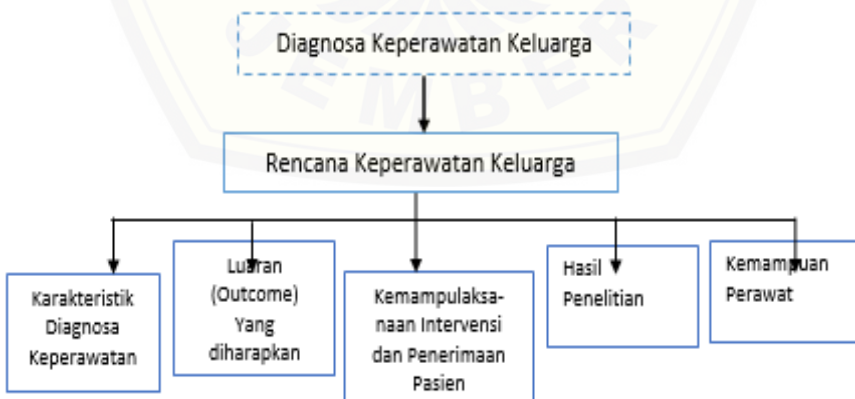 Diagnosa Keperawatan Keluarga
EMBER
Rencana Keperawatan Keluarga
Karakteristik
Diagnosa
Keperawatan
Luaran
(Outcome)
Yang
diharapkan
Kemampulaksa-
naan Intervensi
dan Penerimaan
Pasien
Hasil
Penelitian
Kemampuan
Perawat